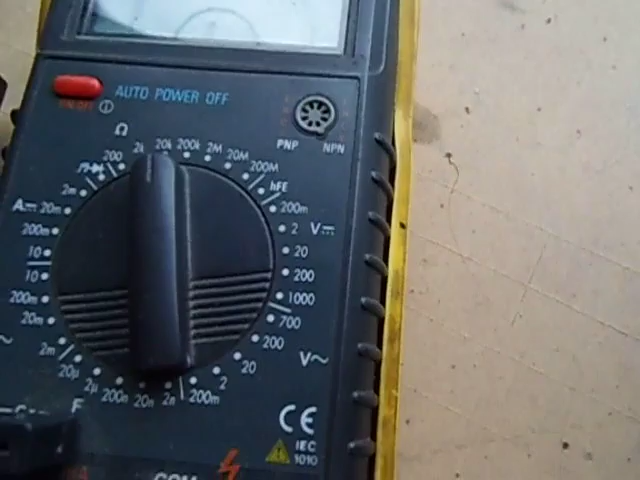 AUTO POWER OFF
ON OFF
Ω
PNP NPN
200
2k
20k
200k
2M
20M
200M
hFE
200m
2
V⎓
20
200
1000
700
200
V~
20
2
200m
2n
20n
200n
2µ
20µ
F
2m
20m
200m
10
10
200m
A⎓ 20m
2m
~
CE
IEC
1010
COM